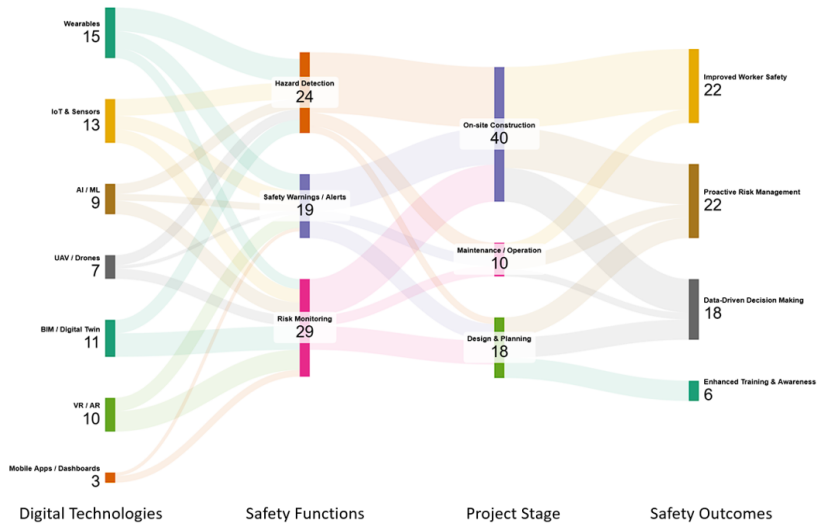 Wearables
15
IoT & Sensors
13
AI / ML
9
UAV / Drones
7
BIM / Digital Twin
11
VR / AR
10
Mobile Apps / Dashboards
3
Hazard Detection
24
Safety Warnings / Alerts
19
Risk Monitoring
29
On-site Construction
40
Maintenance / Operation
10
Design & Planning
18
Improved Worker Safety
22
Proactive Risk Management
22
Data-Driven Decision Making
18
Enhanced Training & Awareness
6
Digital Technologies
Safety Functions
Project Stage
Safety Outcomes